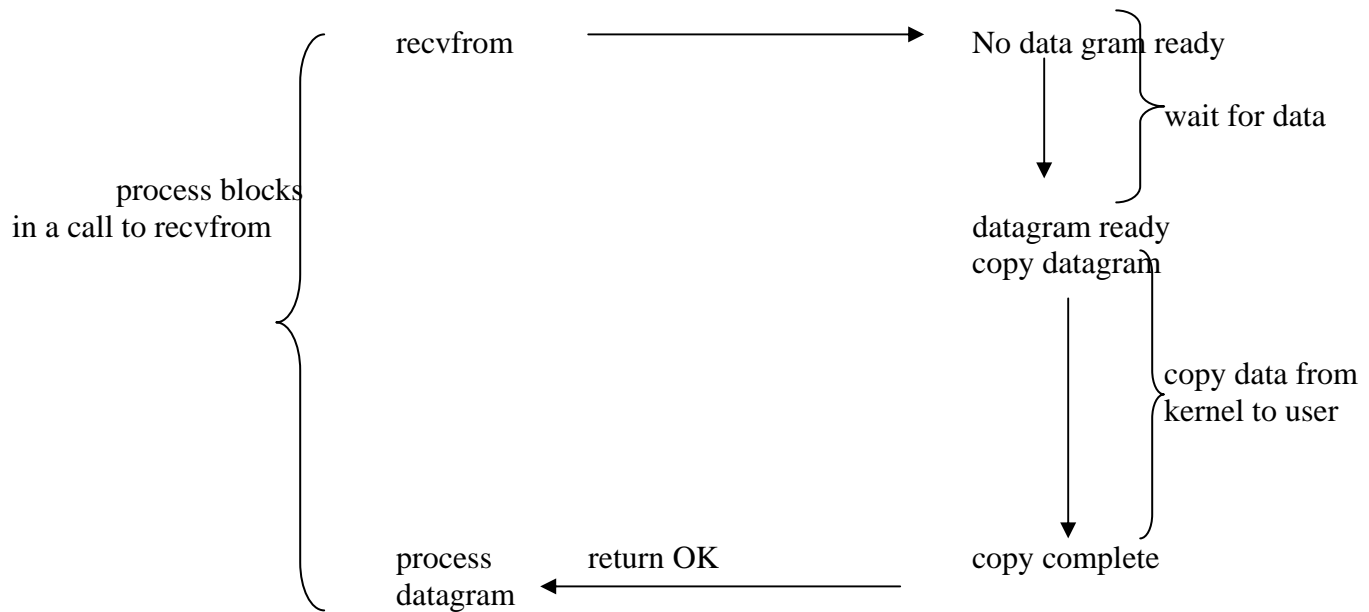 recvfrom
No data gram ready
wait for data
process blocks
in a call to recvfrom
datagram ready
copy datagram
copy data from
kernel to user
process
datagram
return OK
copy complete